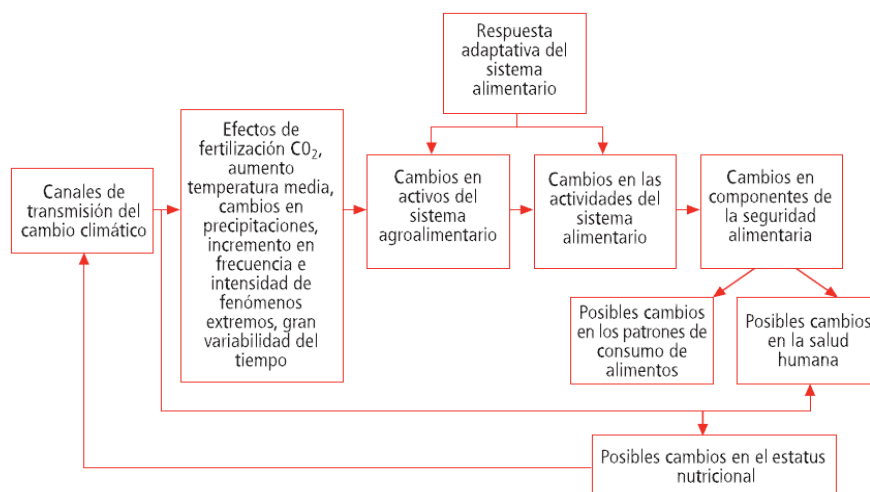 Respuesta
adaptativa del
sistema
alimentario
Canales de
transmisión del
cambio climático
Efectos de
fertilización C0₂,
aumento
temperatura media,
cambios en
precipitaciones,
incremento en
frecuencia e
intensidad de
fenómenos
extremos, gran
variabilidad del
tiempo
Cambios en
activos del
sistema
agroalimentario
Cambios en las
actividades del
sistema
alimentario
Cambios en
componentes de
la seguridad
alimentaria
Posibles cambios
en los patrones de
consumo de
alimentos
Posibles cambios
en la salud
humana
Posibles cambios en el estatus
nutricional